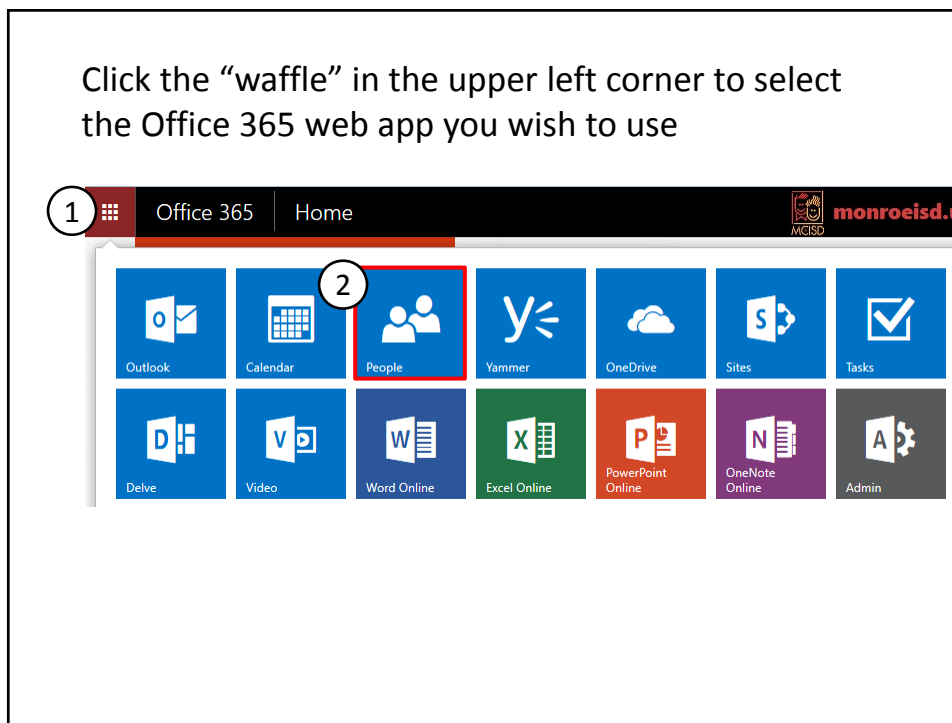 Click the “waffle” in the upper left corner to select
the Office 365 web app you wish to use
1
Office 365
Home
MCISD
monroeisd.u
2
Outlook
Calendar
People
Yammer
OneDrive
Sites
Tasks
Delve
Video
Word Online
Excel Online
PowerPoint
Online
OneNote
Online
Admin